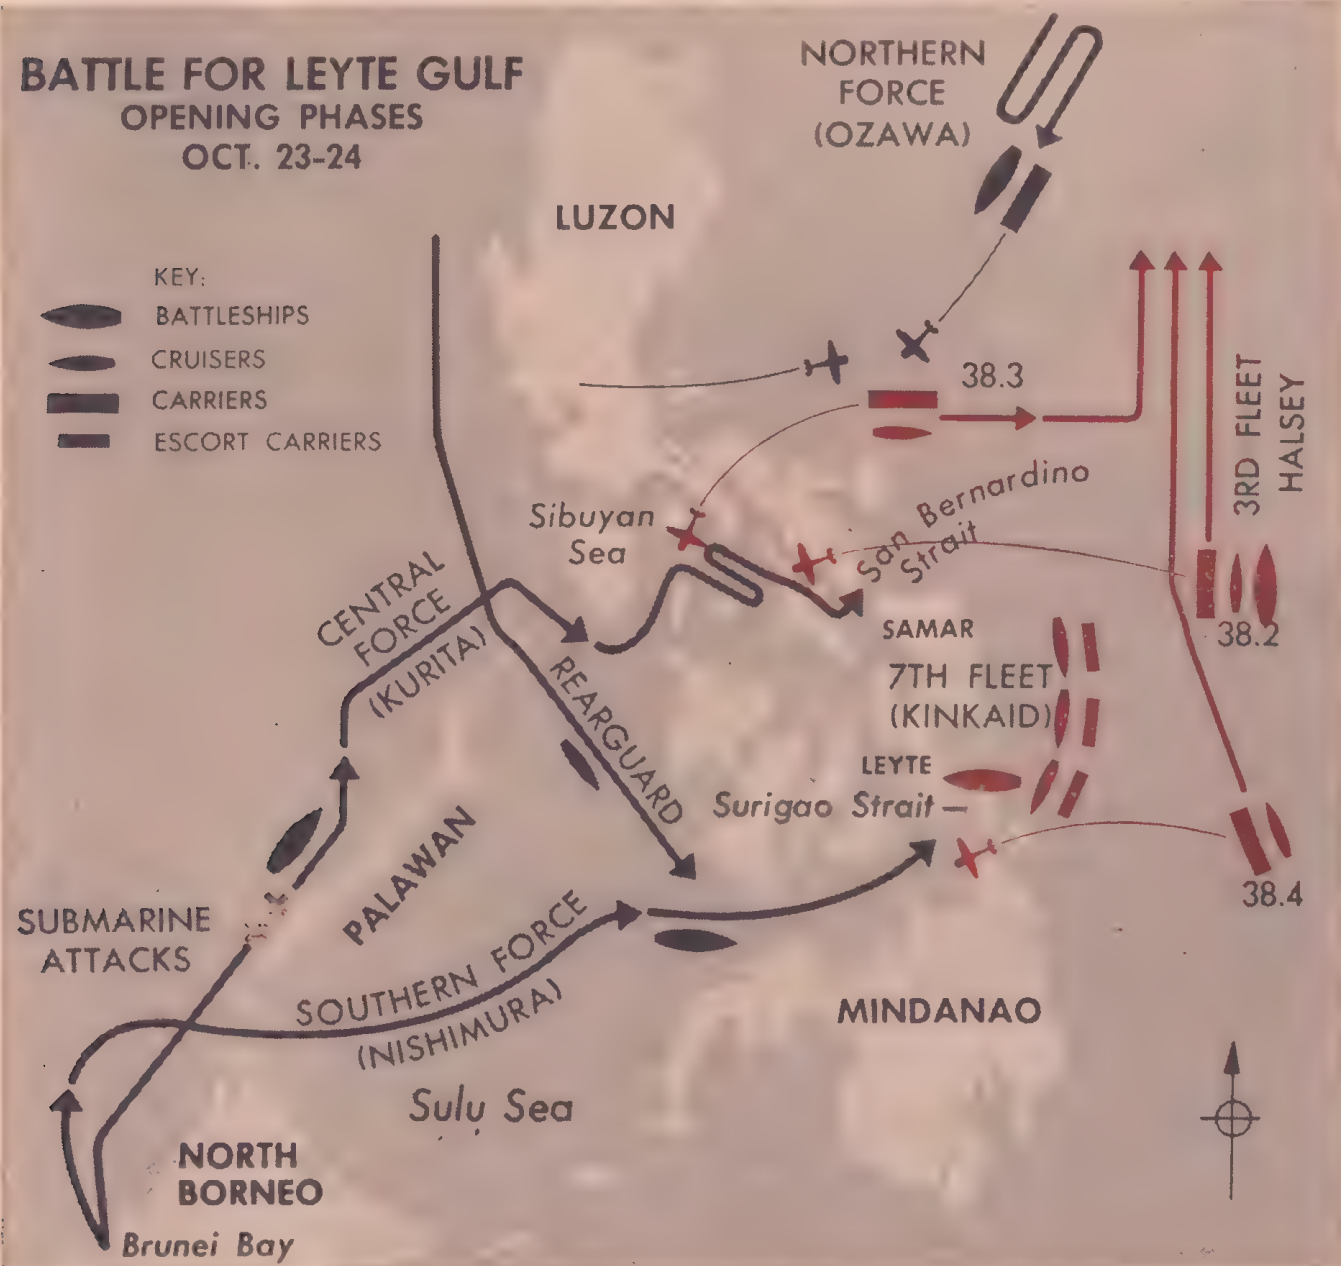 BATTLE FOR LEYTE GULF
OPENING PHASES
OCT. 23-24
NORTHERN
FORCE
(OZAWA)
LUZON
KEY:
BATTLESHIPS
CRUISERS
CARRIERS
ESCORT CARRIERS
38.3
3RD FLEET
HALSEY
San Bernardino
Strait
Sibuyan
Sea
CENTRAL
FORCE
(KURITA)
38.2
SAMAR
7TH FLEET
(KINKAID)
REARGUARD
LEYTE
Surigao Strait
PALAWAN
38.4
SUBMARINE
ATTACKS
SOUTHERN FORCE
(NISHIMURA)
MINDANAO
Sulu Sea
NORTH
BORNEO
Brunei Bay